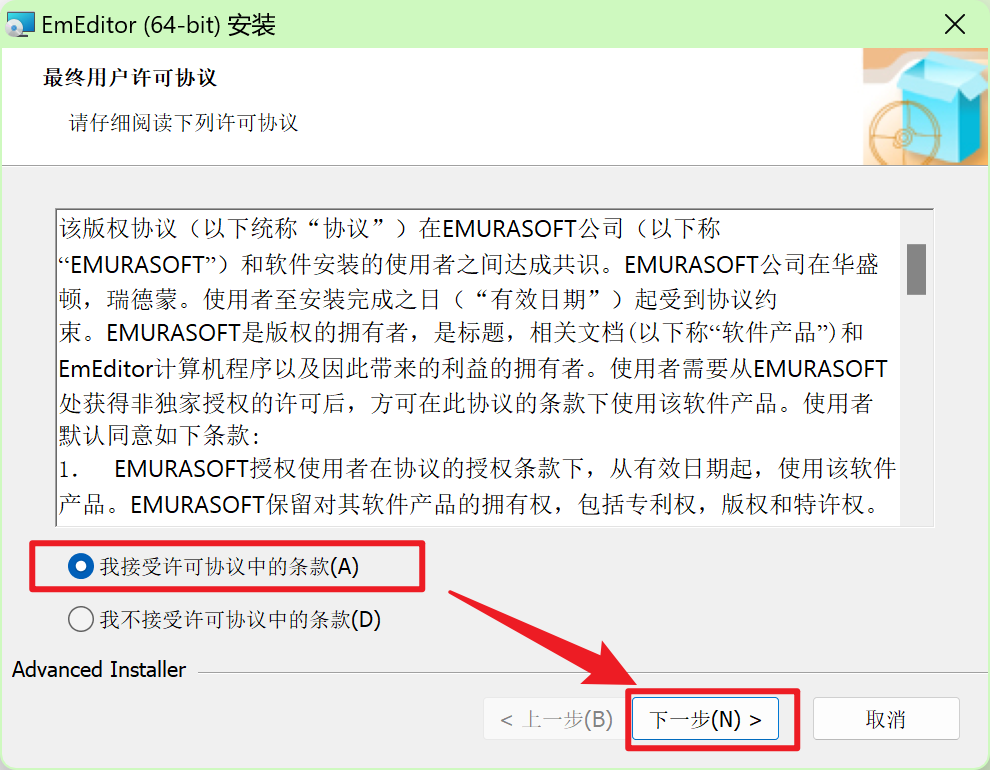 EmEditor (64-bit) 安装
最终用户许可协议
请仔细阅读下列许可协议
该版权协议（以下统称“协议”）在EMURASOFT公司（以下称
“EMURASOFT”）和软件安装的使用者之间达成共识。EMURASOFT公司在华盛
顿，瑞德蒙。使用者至安装完成之日（“有效日期”）起受到协议约
束。EMURASOFT是版权的拥有者，是标题，相关文档(以下称“软件产品”)和
EmEditor计算机程序以及因此带来的利益的拥有者。使用者需要从EMURASOFT
处获得非独家授权的许可后，方可在此协议的条款下使用该软件产品。使用者
默认同意如下条款:
1. EMURASOFT授权使用者在协议的授权条款下，从有效日期起，使用该软件
产品。EMURASOFT保留对其软件产品的拥有权，包括专利权，版权和特许权。
我接受许可协议中的条款(A)
我不接受许可协议中的条款(D)
Advanced Installer
< 上一步(B)
下一步(N) >
取消